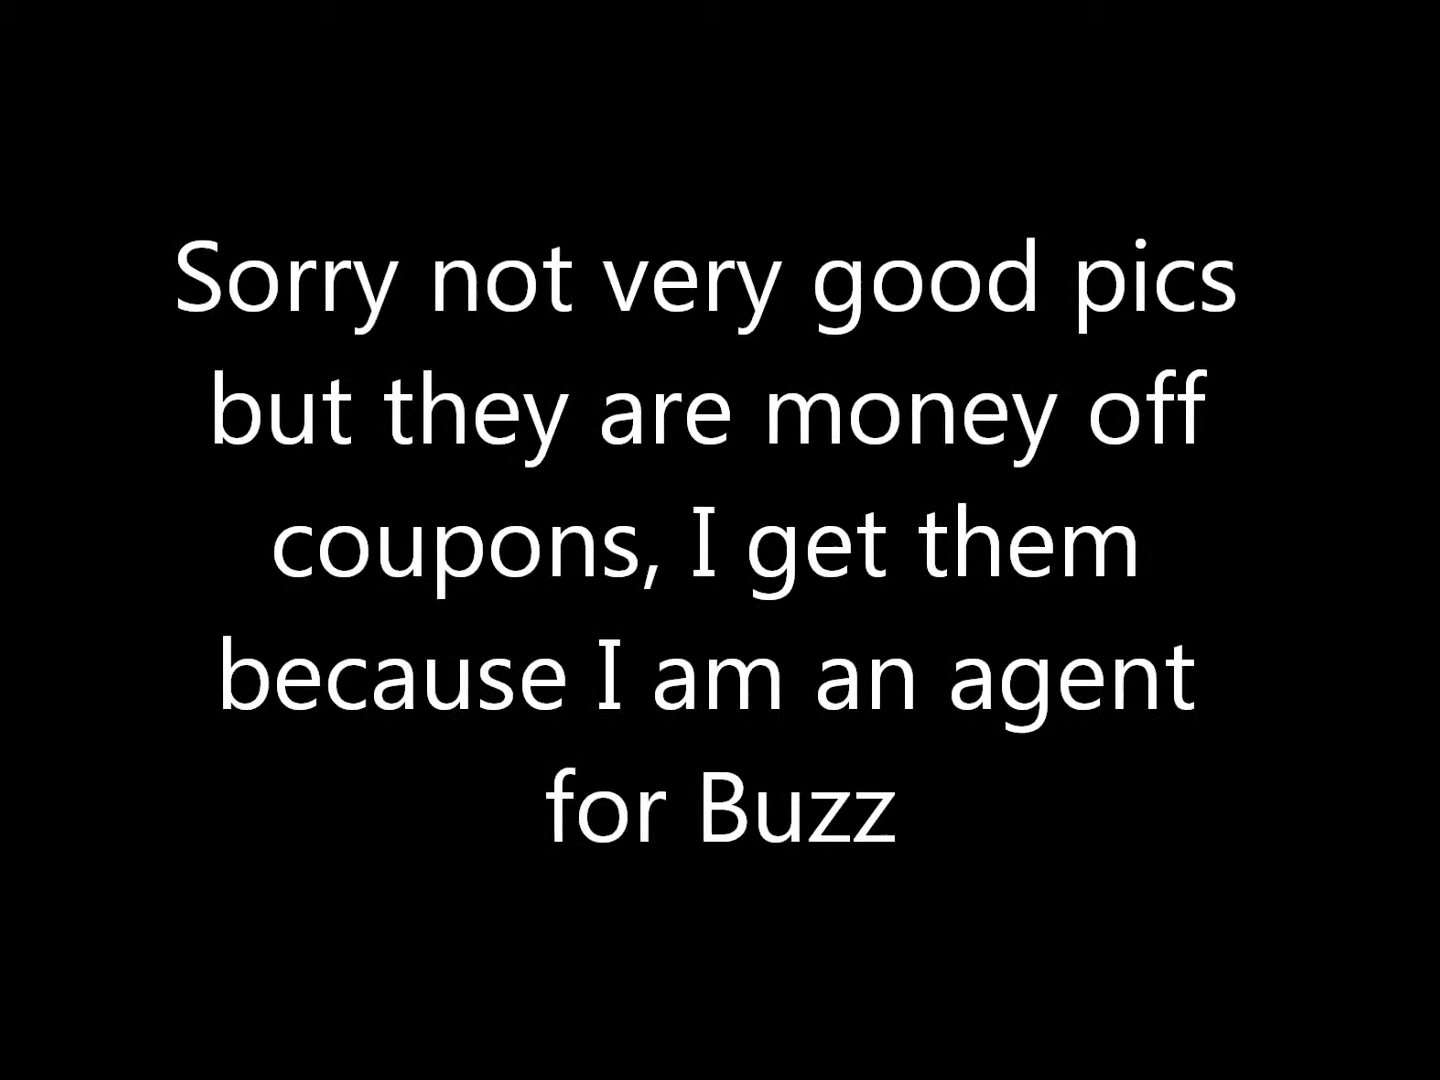 Sorry not very good pics
but they are money off
coupons, I get them
because I am an agent
for Buzz